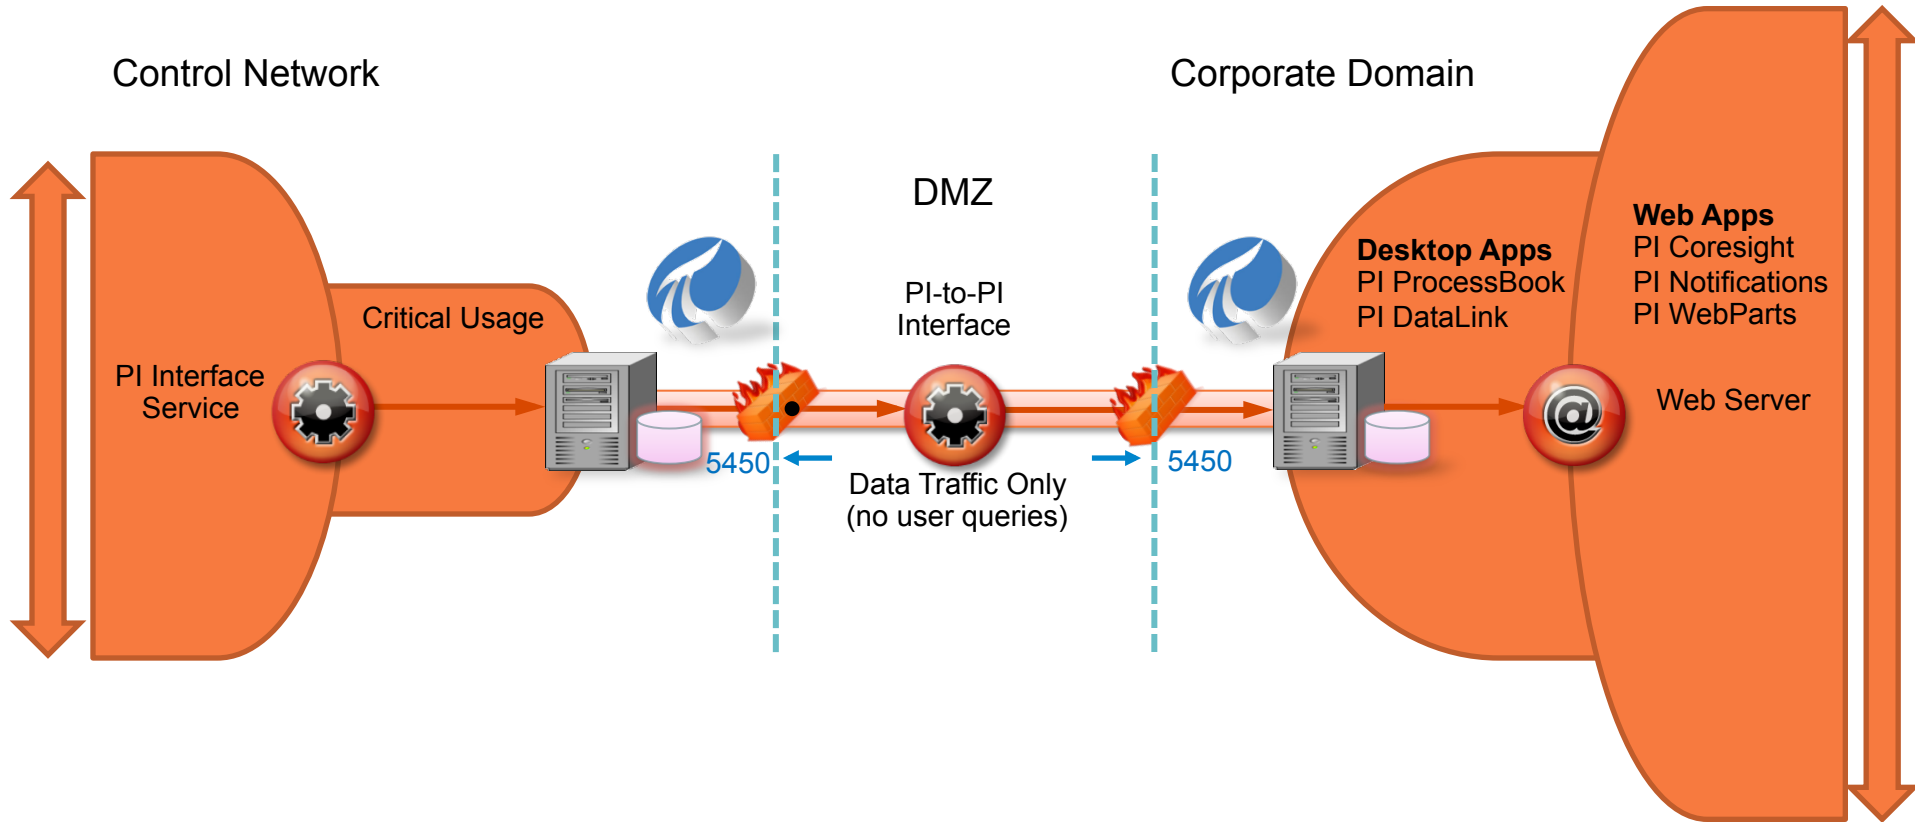 Control Network
Corporate Domain
DMZ
Critical Usage
PI Interface
Service
5450
PI-to-PI
Interface
Data Traffic Only
(no user queries)
5450
Desktop Apps
PI ProcessBook
PI DataLink
Web Apps
PI Coresight
PI Notifications
PI WebParts
@
Web Server